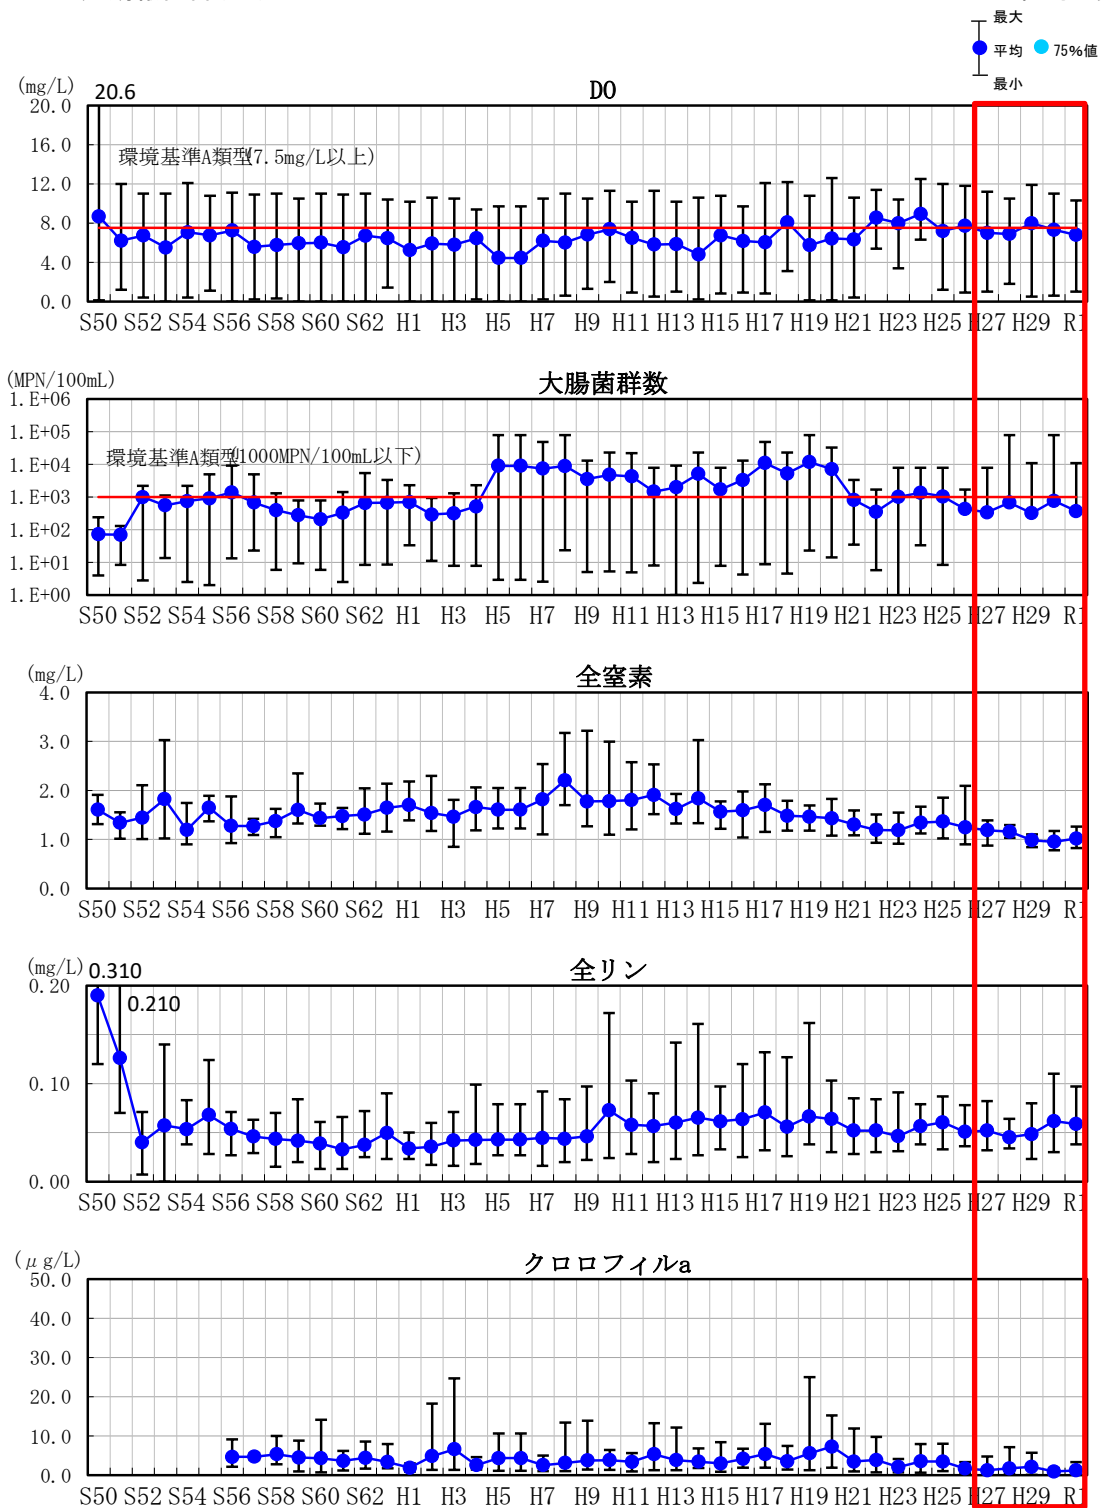 最大
平均 75%値
最小
(mg/L) 20.6 DO
20.0
16.0
環境基準A類型(7.5mg/L以上)
12.0
8.0
4.0
0.0
S50 S52 S54 S56 S58 S60 S62 H1 H3 H5 H7 H9 H11 H13 H15 H17 H19 H21 H23 H25 H27 H29 R1
(MPN/100mL) 大腸菌群数
1.E+06
1.E+05
環境基準A類型(1000MPN/100mL以下)
1.E+04
1.E+03
1.E+02
1.E+01
1.E+00
S50 S52 S54 S56 S58 S60 S62 H1 H3 H5 H7 H9 H11 H13 H15 H17 H19 H21 H23 H25 H27 H29 R1
(mg/L) 全窒素
4.0
3.0
2.0
1.0
0.0
S50 S52 S54 S56 S58 S60 S62 H1 H3 H5 H7 H9 H11 H13 H15 H17 H19 H21 H23 H25 H27 H29 R1
(mg/L) 0.310 全リン
0.20
0.210
0.10
0.00
S50 S52 S54 S56 S58 S60 S62 H1 H3 H5 H7 H9 H11 H13 H15 H17 H19 H21 H23 H25 H27 H29 R1
(μg/L) クロロフィルa
50.0
40.0
30.0
20.0
10.0
0.0
S50 S52 S54 S56 S58 S60 S62 H1 H3 H5 H7 H9 H11 H13 H15 H17 H19 H21 H23 H25 H27 H29 R1